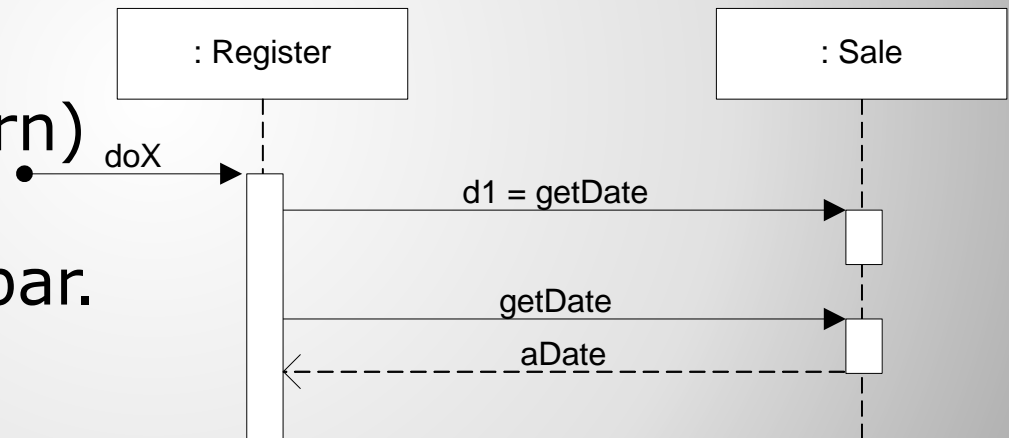 : Register
: Sale
rn)
doX
d1 = getDate
bar.
getDate
aDate